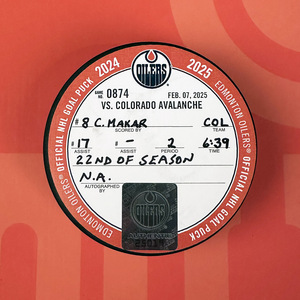 EDMONTON OILERS® OFFICIAL NHL GOAL PUCK 2024
2025 EDMONTON OILERS® OFFICIAL NHL GOAL PUCK
OILERS
GAME NO. 0874 FEB. 07, 2025
VS. COLORADO AVALANCHE
#8 C. MAKAR COL
SCORED BY TEAM
#17 — 2 6:39
ASSIST ASSIST PERIOD TIME
22ND OF SEASON
N.A.
AUTOGRAPHED BY
AUTHENTIC